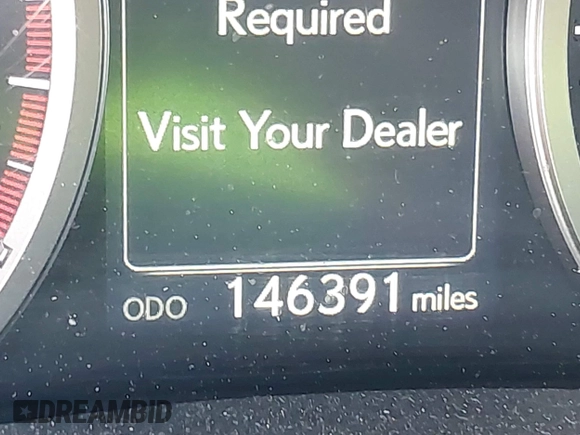 Required
Visit Your Dealer
ODO 146391 miles
DREAMBID